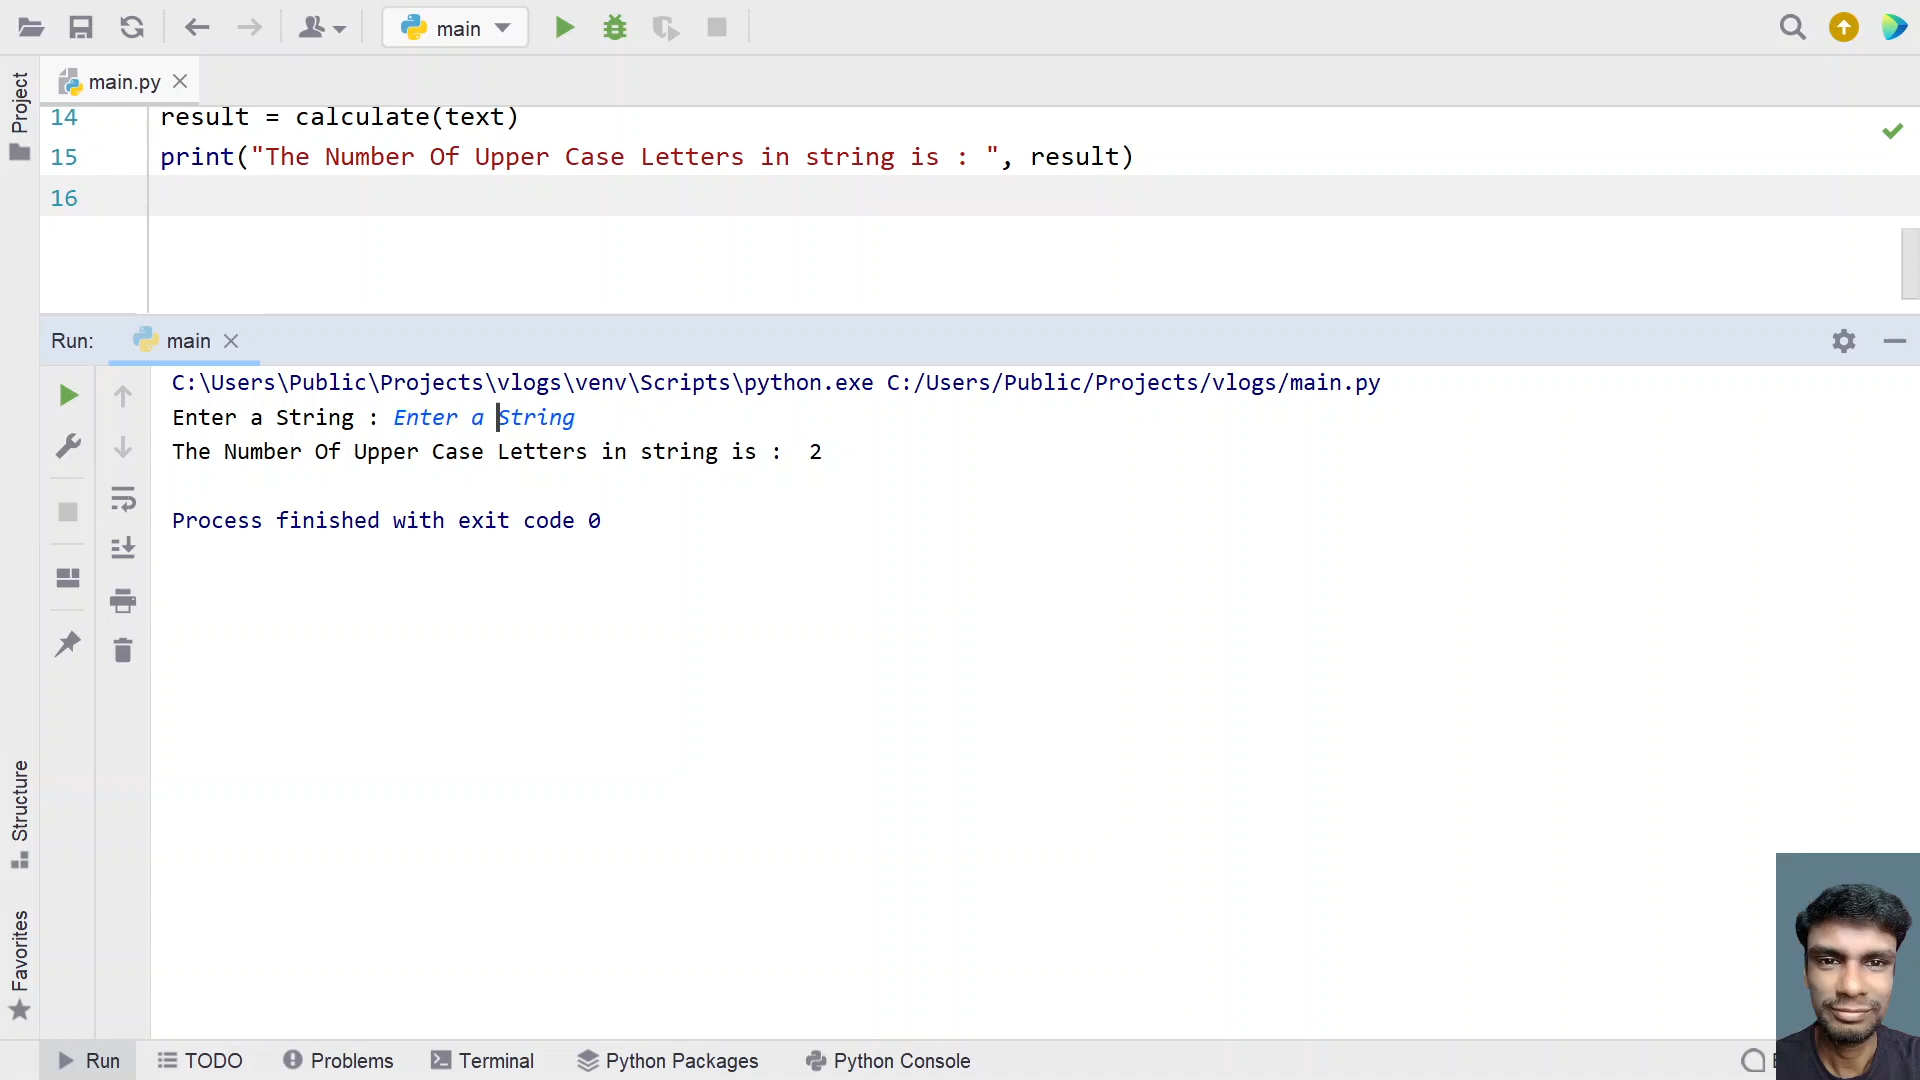 main
Project
main.py
14 result = calculate(text)
15 print("The Number Of Upper Case Letters in string is : ", result)
16
Run: main
C:\Users\Public\Projects\vlogs\venv\Scripts\python.exe C:/Users/Public/Projects/vlogs/main.py
Enter a String : Enter a String
The Number Of Upper Case Letters in string is :  2
Process finished with exit code 0
Structure
Favorites
Run TODO Problems Terminal Python Packages Python Console